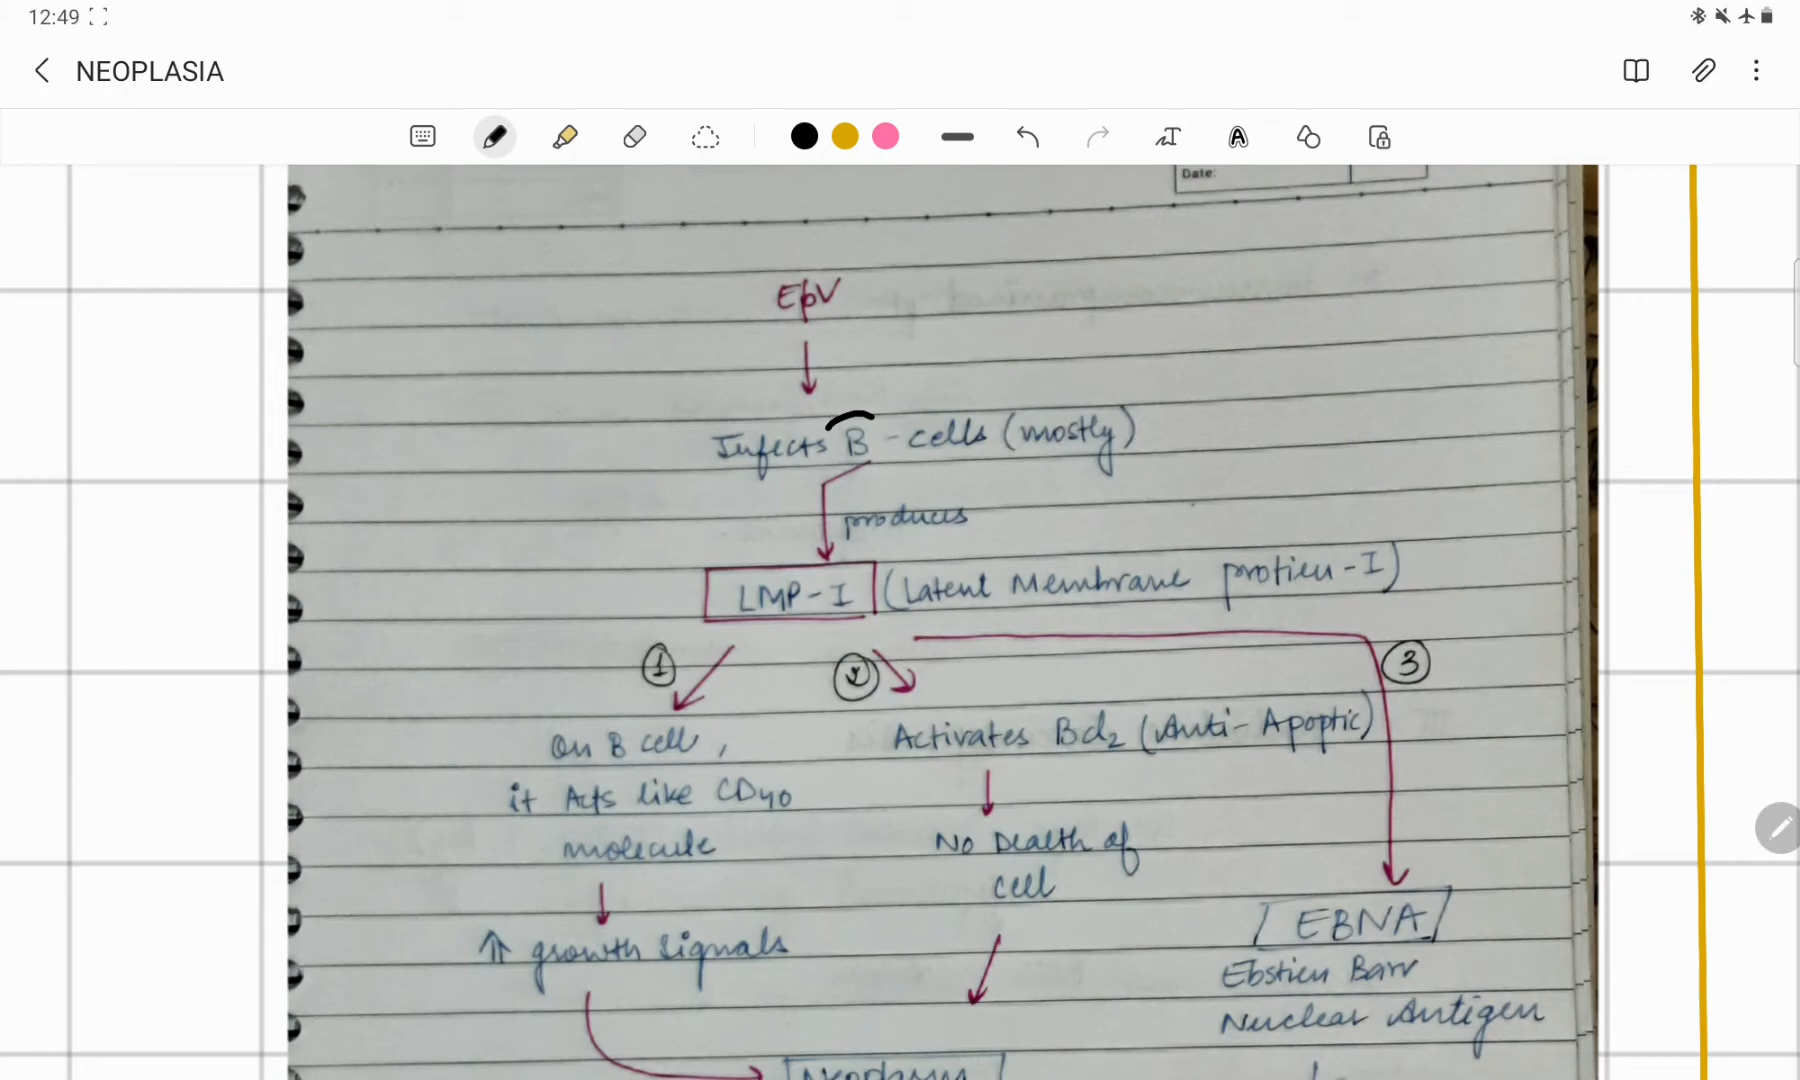 12:49
NEOPLASIA
Date:
EbV
Infects B - cells (mostly)
produces
LMP - I (Latent Membrane protien - I)
1 2 3
On B cell, Activates Bcl2 (Anti - Apoptic)
it Acts like CD40
molecule No Death of
cell
⇑ growth signals EBNA
Ebstien Barr
Nuclear Antigen
Neoplasm